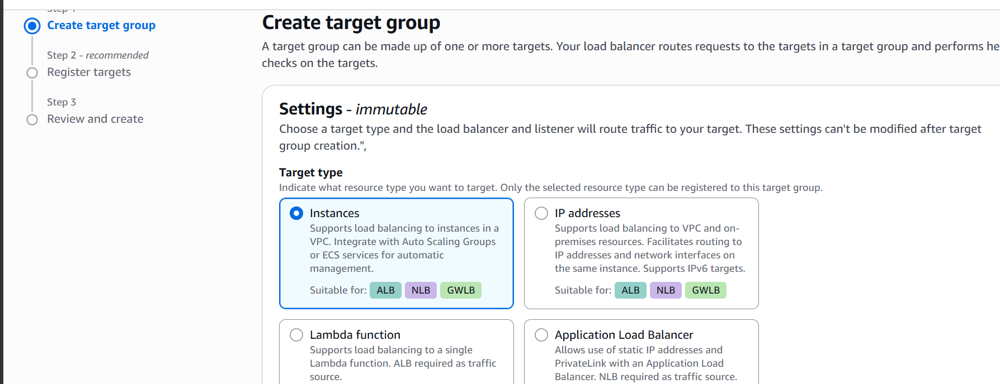 Create target group
Step 2 - recommended
Register targets
Step 3
Review and create
Create target group
A target group can be made up of one or more targets. Your load balancer routes requests to the targets in a target group and performs he
checks on the targets.
Settings - immutable
Choose a target type and the load balancer and listener will route traffic to your target. These settings can't be modified after target
group creation.",
Target type
Indicate what resource type you want to target. Only the selected resource type can be registered to this target group.
Instances
Supports load balancing to instances in a
VPC. Integrate with Auto Scaling Groups
or ECS services for automatic
management.
Suitable for: ALB NLB GWLB
IP addresses
Supports load balancing to VPC and on-
premises resources. Facilitates routing to
IP addresses and network interfaces on
the same instance. Supports IPv6 targets.
Suitable for: ALB NLB GWLB
Lambda function
Supports load balancing to a single
Lambda function. ALB required as traffic
source.
Application Load Balancer
Allows use of static IP addresses and
PrivateLink with an Application Load
Balancer. NLB required as traffic source.